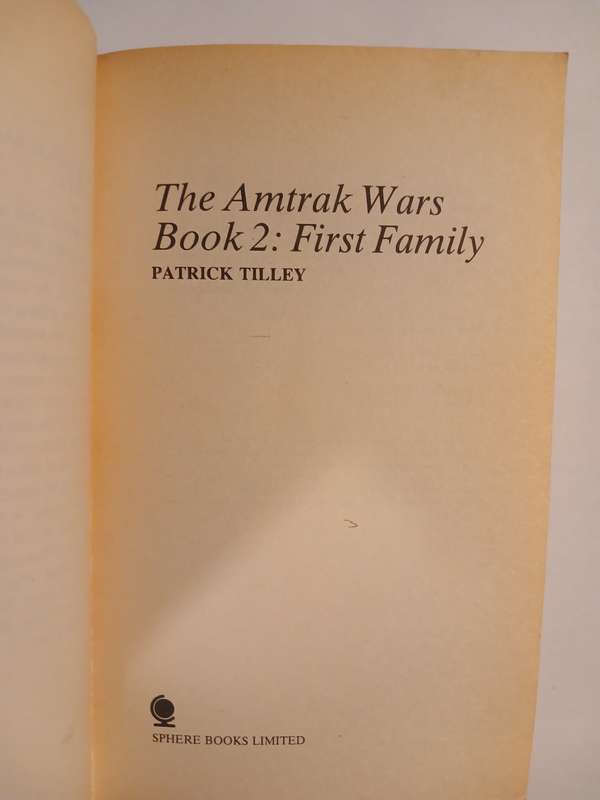 The Amtrak Wars
Book 2: First Family
PATRICK TILLEY
SPHERE BOOKS LIMITED